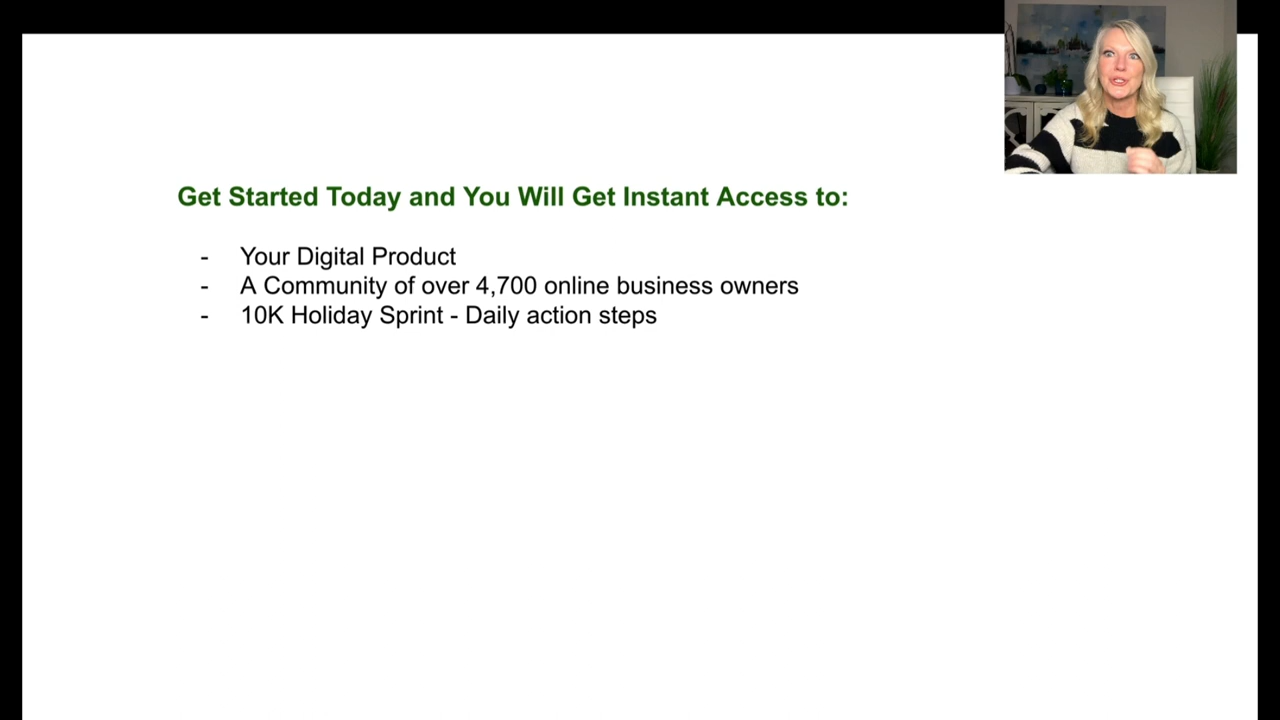 Get Started Today and You Will Get Instant Access to:
- Your Digital Product
- A Community of over 4,700 online business owners
- 10K Holiday Sprint - Daily action steps